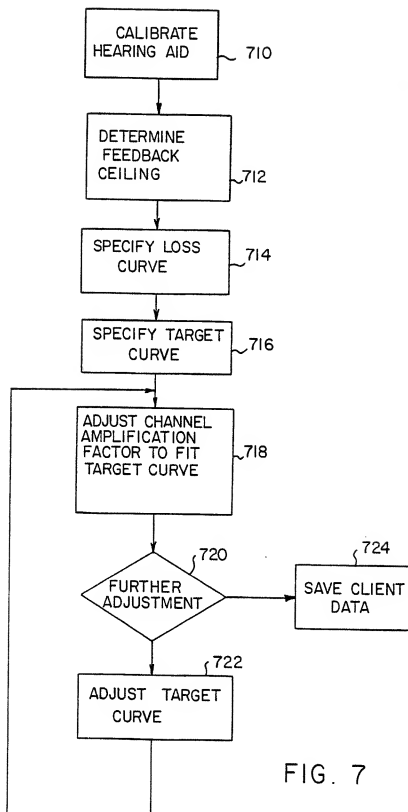 CALIBRATE
HEARING AID
710
DETERMINE
FEEDBACK
CEILING
712
SPECIFY LOSS
CURVE
714
SPECIFY TARGET
CURVE
716
ADJUST CHANNEL
AMPLIFICATION
FACTOR TO FIT
TARGET CURVE
718
720
FURTHER
ADJUSTMENT
724
SAVE CLIENT
DATA
722
ADJUST TARGET
CURVE
FIG. 7